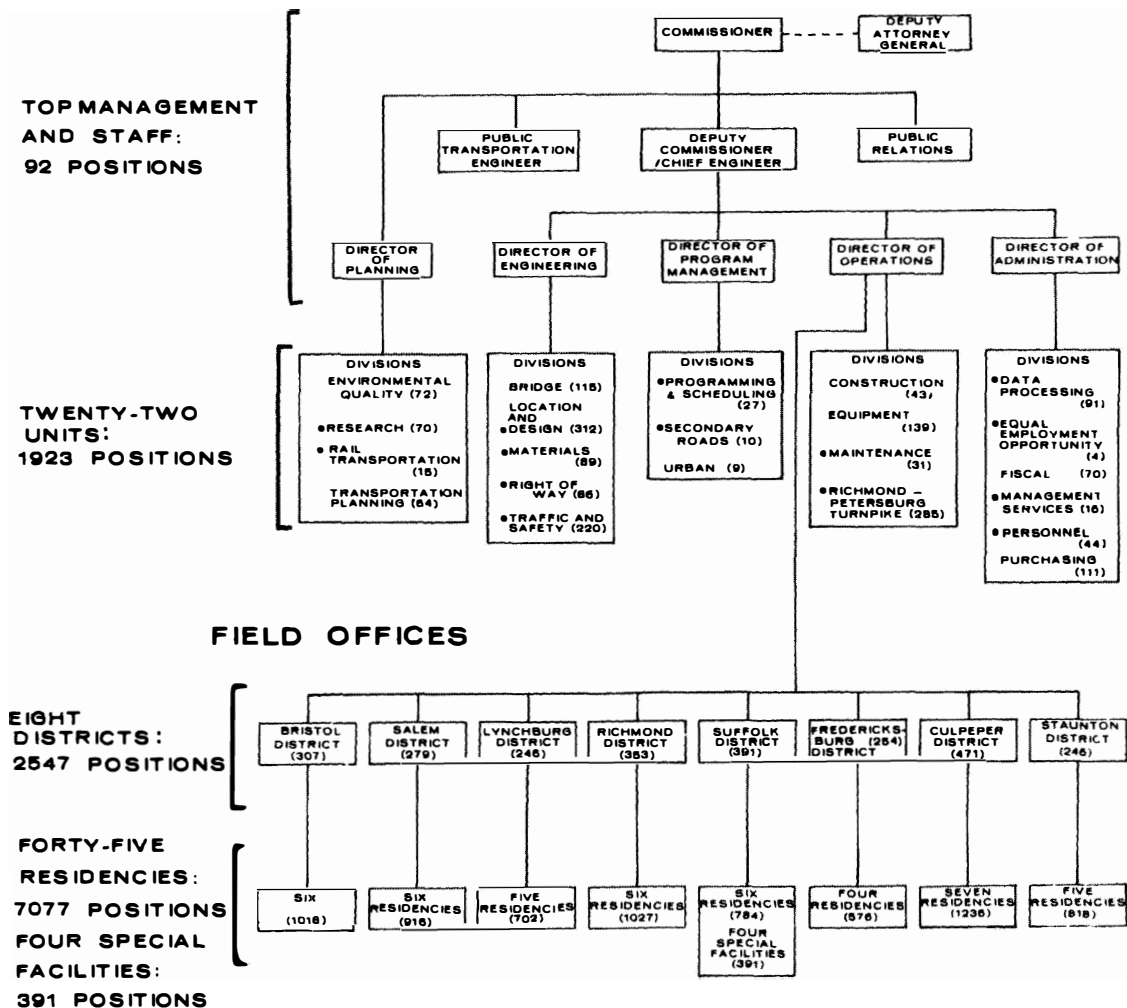 COMMISSIONER
DEPUTY
ATTORNEY
GENERAL
TOP MANAGEMENT
AND STAFF:
92 POSITIONS
PUBLIC
TRANSPORTATION
ENGINEER
DEPUTY
COMMISSIONER
/CHIEF ENGINEER
PUBLIC
RELATIONS
DIRECTOR
OF
PLANNING
DIRECTOR OF
ENGINEERING
DIRECTOR OF
PROGRAM
MANAGEMENT
DIRECTOR OF
OPERATIONS
DIRECTOR OF
ADMINISTRATION
TWENTY-TWO
UNITS:
1923 POSITIONS
DIVISIONS
ENVIRONMENTAL
QUALITY (72)
•RESEARCH (70)
• RAIL
TRANSPORTATION
(15)
TRANSPORTATION
PLANNING (54)
DIVISIONS
BRIDGE (115)
LOCATION AND
•DESIGN (312)
•MATERIALS
(89)
•RIGHT OF
WAY (66)
•TRAFFIC AND
SAFETY (220)
DIVISIONS
•PROGRAMMING
& SCHEDULING
(27)
•SECONDARY
ROADS (10)
URBAN (9)
DIVISIONS
CONSTRUCTION
(43)
EQUIPMENT
(139)
•MAINTENANCE
(31)
•RICHMOND –
PETERSBURG
TURNPIKE (285)
DIVISIONS
•DATA
PROCESSING
(91)
•EQUAL
EMPLOYMENT
OPPORTUNITY
(4)
FISCAL (70)
•MANAGEMENT
SERVICES (16)
•PERSONNEL
(44)
PURCHASING
(111)
FIELD OFFICES
EIGHT
DISTRICTS:
2547 POSITIONS
BRISTOL
DISTRICT
(307)
SALEM
DISTRICT
(279)
LYNCHBURG
DISTRICT
(246)
RICHMOND
DISTRICT
(353)
SUFFOLK
DISTRICT
(391)
FREDERICKS-
BURG (254)
DISTRICT
CULPEPER
DISTRICT
(471)
STAUNTON
DISTRICT
(246)
FORTY-FIVE
RESIDENCIES:
7077 POSITIONS
FOUR SPECIAL
FACILITIES:
391 POSITIONS
SIX
(1018)
SIX
RESIDENCIES
(916)
FIVE
RESIDENCIES
(702)
SIX
RESIDENCIES
(1027)
SIX
RESIDENCIES
(784)
FOUR
SPECIAL
FACILITIES
(391)
FOUR
RESIDENCIES
(576)
SEVEN
RESIDENCIES
(1236)
FIVE
RESIDENCIES
(818)